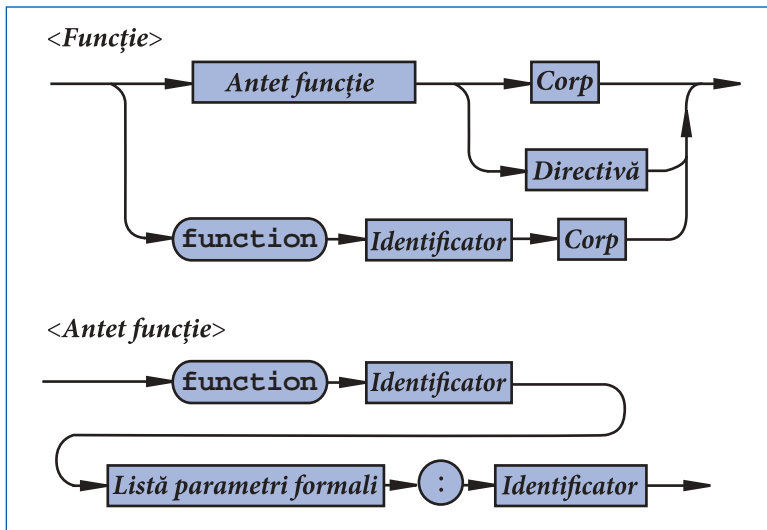 <Funcție>
Antet funcție Corp
Directivă
function Identificator Corp
<Antet funcție>
function Identificator
Listă parametri formali : Identificator